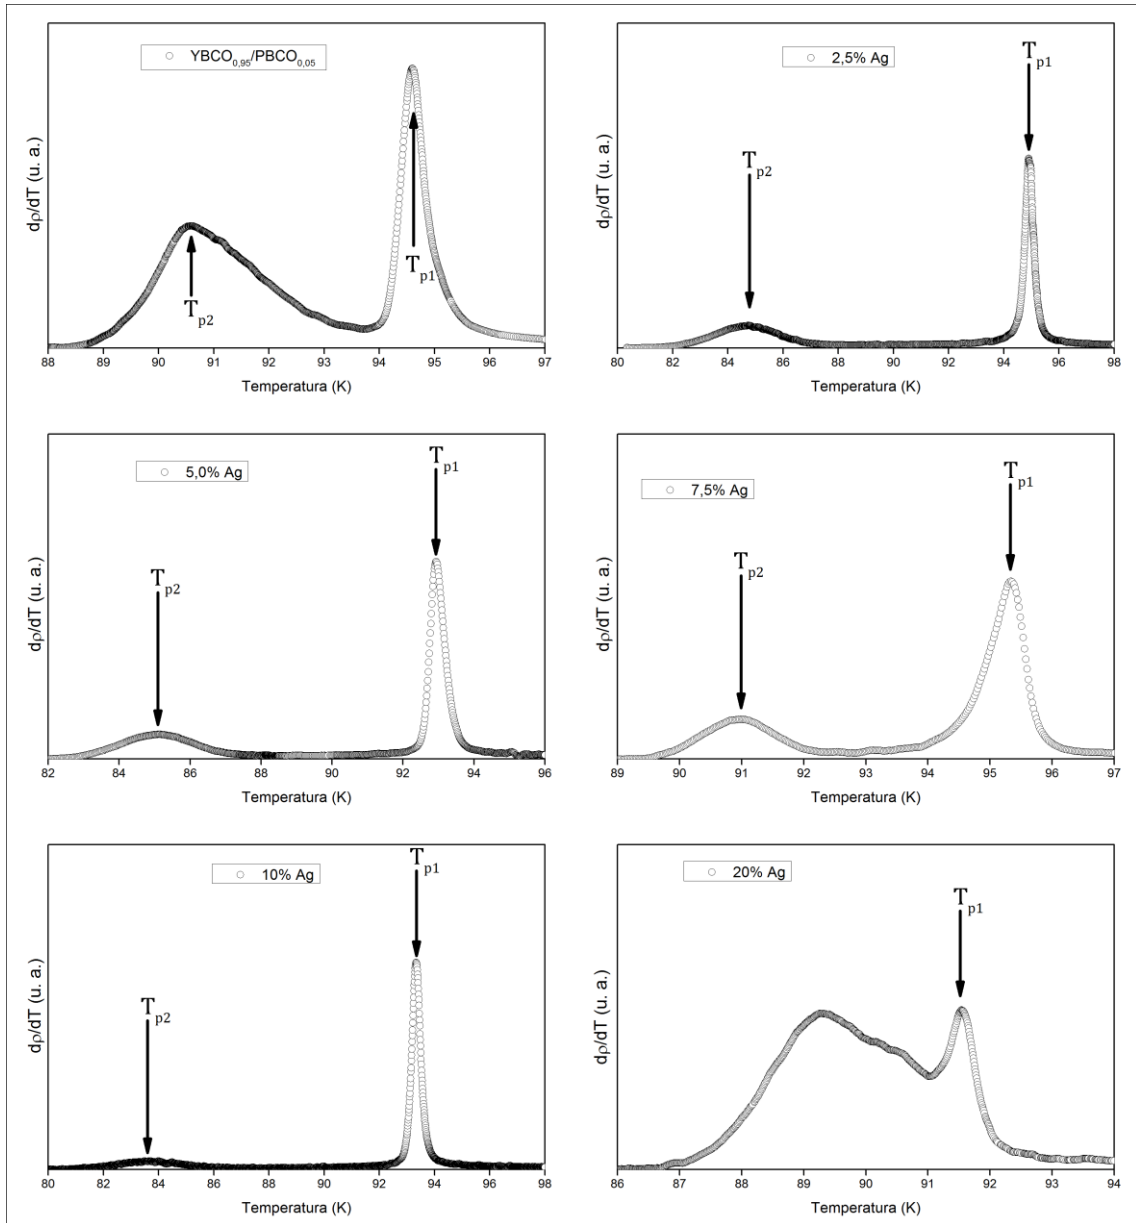 YBCO0,95/PBCO0,05
Tp1
Tp2
dρ/dT (u. a.)
88 89 90 91 92 93 94 95 96 97
Temperatura (K)
2,5% Ag
Tp1
Tp2
dρ/dT (u. a.)
80 82 84 86 88 90 92 94 96 98
Temperatura (K)
5,0% Ag
Tp1
Tp2
dρ/dT (u. a.)
82 84 86 88 90 92 94 96
Temperatura (K)
7,5% Ag
Tp1
Tp2
dρ/dT (u. a.)
89 90 91 92 93 94 95 96 97
Temperatura (K)
10% Ag
Tp1
Tp2
dρ/dT (u. a.)
80 82 84 86 88 90 92 94 96 98
Temperatura (K)
20% Ag
Tp1
dρ/dT (u. a.)
86 87 88 89 90 91 92 93 94
Temperatura (K)